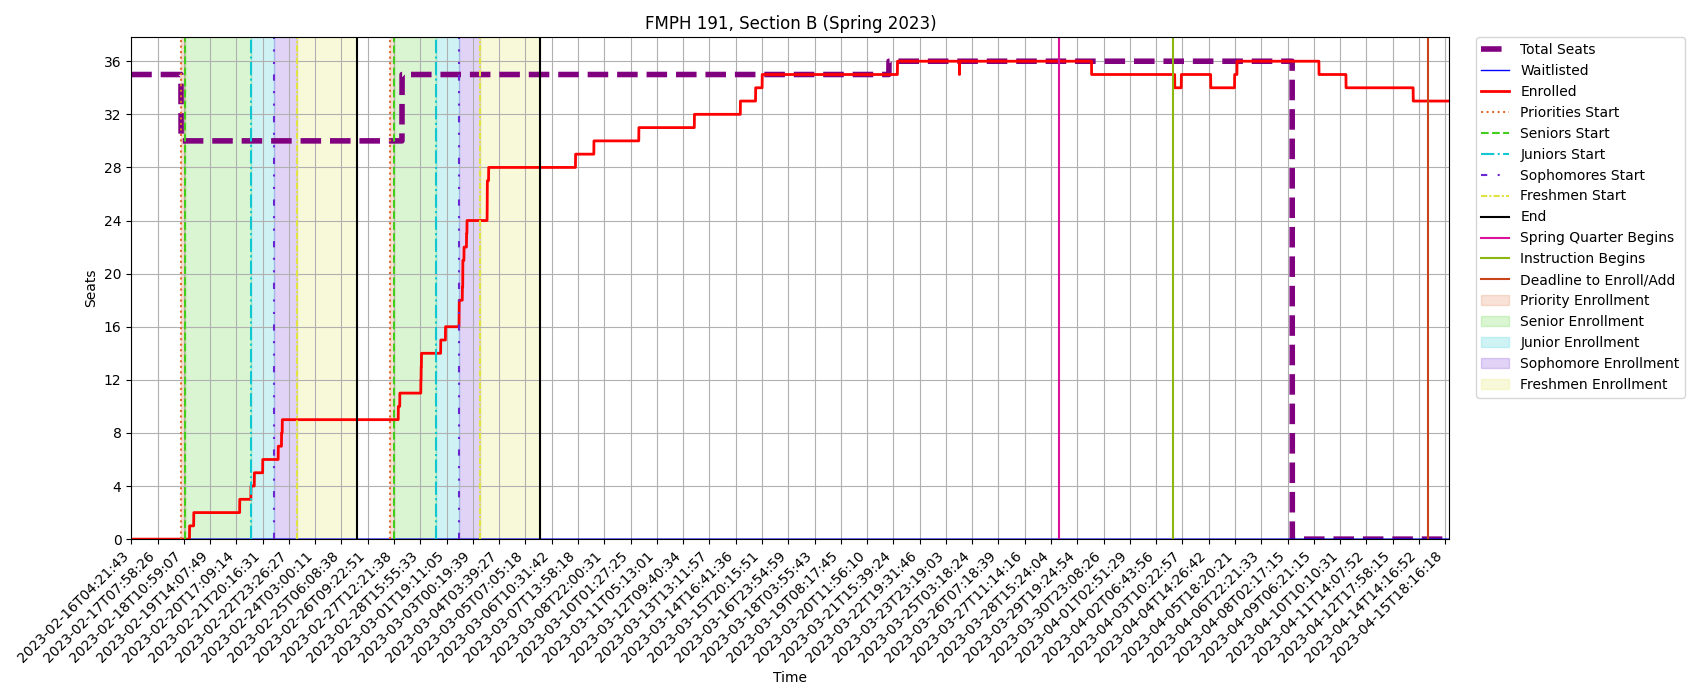 FMPH 191, Section B (Spring 2023)
36
32
28
24
20
16
12
8
4
0
Seats
2023-02-16T04:21:43
2023-02-17T07:58:26
2023-02-18T10:59:07
2023-02-19T14:07:49
2023-02-20T17:09:14
2023-02-21T20:16:31
2023-02-22T23:26:27
2023-02-24T03:00:11
2023-02-25T06:08:38
2023-02-26T09:22:51
2023-02-27T12:21:38
2023-02-28T15:55:33
2023-03-01T19:11:05
2023-03-03T00:19:39
2023-03-04T03:39:27
2023-03-05T07:05:18
2023-03-06T10:31:42
2023-03-07T13:58:18
2023-03-08T22:00:31
2023-03-10T01:27:25
2023-03-11T05:13:01
2023-03-12T09:40:34
2023-03-13T13:11:57
2023-03-14T16:41:36
2023-03-15T20:15:51
2023-03-16T23:54:59
2023-03-18T03:55:43
2023-03-19T08:17:45
2023-03-20T11:56:10
2023-03-21T15:39:24
2023-03-22T19:31:46
2023-03-23T23:19:03
2023-03-25T03:18:24
2023-03-26T07:18:39
2023-03-27T11:14:16
2023-03-28T15:24:04
2023-03-29T19:24:54
2023-03-30T23:08:26
2023-04-01T02:51:29
2023-04-02T06:43:56
2023-04-03T10:22:57
2023-04-04T14:26:42
2023-04-05T18:20:21
2023-04-06T22:21:33
2023-04-08T02:17:15
2023-04-09T06:21:15
2023-04-10T10:10:31
2023-04-11T14:07:52
2023-04-12T17:58:15
2023-04-14T14:16:52
2023-04-15T18:16:18
Time
Total Seats
Waitlisted
Enrolled
Priorities Start
Seniors Start
Juniors Start
Sophomores Start
Freshmen Start
End
Spring Quarter Begins
Instruction Begins
Deadline to Enroll/Add
Priority Enrollment
Senior Enrollment
Junior Enrollment
Sophomore Enrollment
Freshmen Enrollment